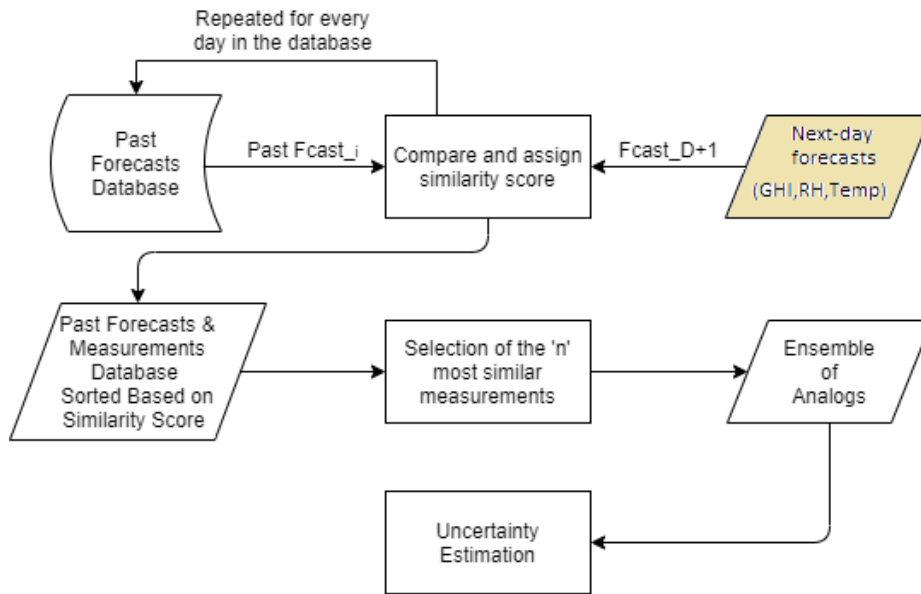 Repeated for every
day in the database
Past
Forecasts
Database
Past Fcast_i
Compare and assign
similarity score
Fcast_D+1
Next-day
forecasts
(GHI,RH,Temp)
Past Forecasts &
Measurements
Database
Sorted Based on
Similarity Score
Selection of the 'n'
most similar
measurements
Ensemble
of
Analogs
Uncertainty
Estimation